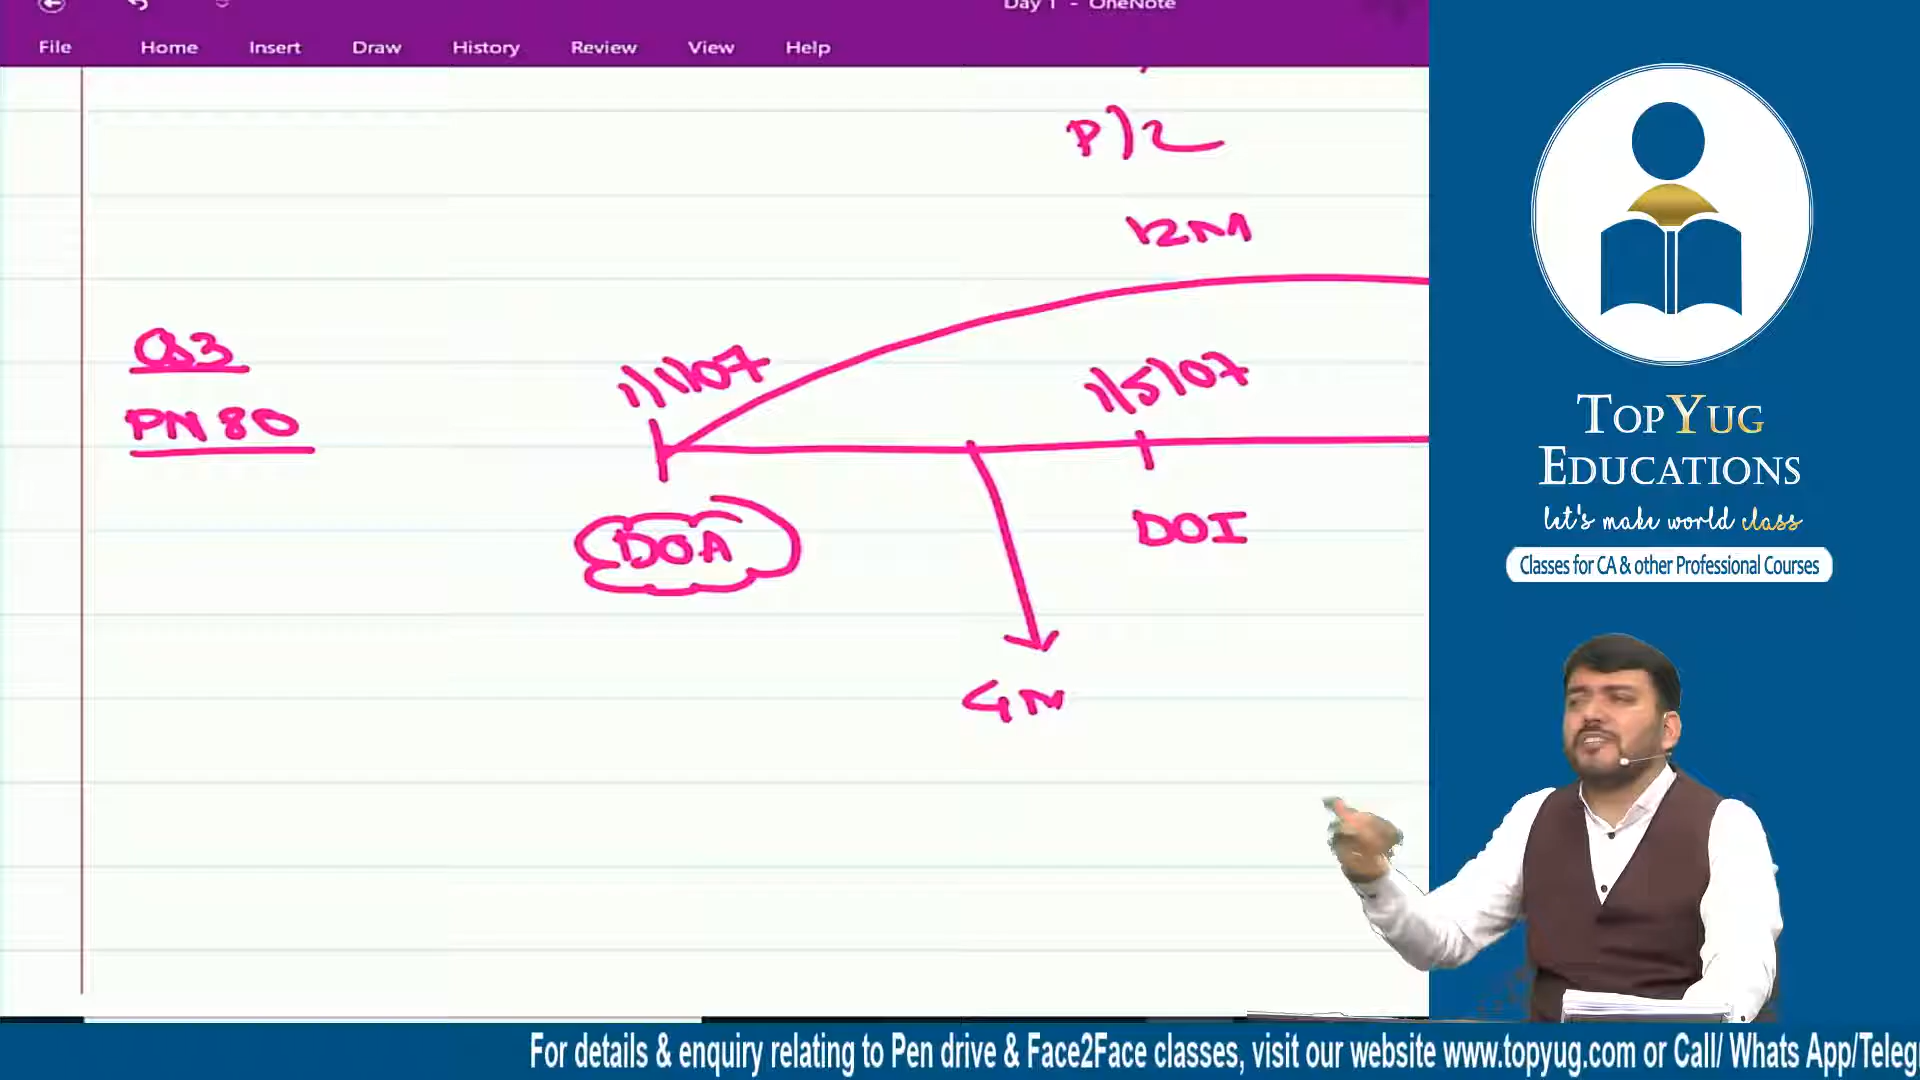 Day 1 - OneNote
File Home Insert Draw History Review View Help
P/2
12M
Q3
PN 80
1/1/07
1/5/07
DOA
DOI
4M
TOPYUG
EDUCATIONS
let's make world class
Classes for CA & other Professional Courses
For details & enquiry relating to Pen drive & Face2Face classes, visit our website www.topyug.com or Call/ Whats App/Teleg